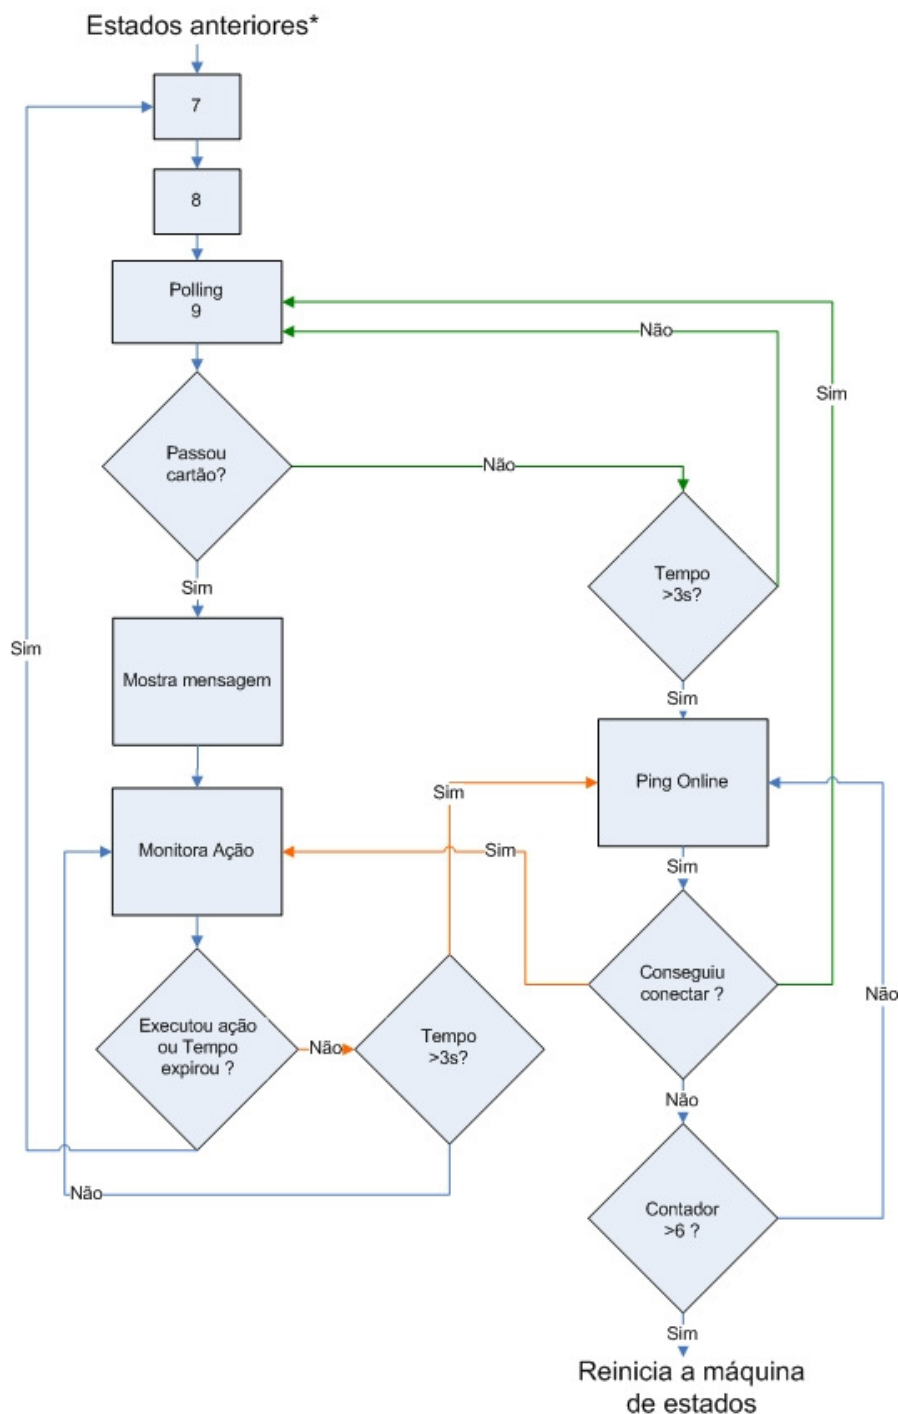 Estados anteriores*
7
8
Polling
9
Não
Sim
Passou
cartão?
Não
Tempo
>3s?
Sim
Sim
Mostra mensagem
Sim
Sim
Ping Online
Monitora Ação
Sim
Sim
Conseguiu
conectar ?
Não
Executou ação
ou Tempo
expirou ?
Não
Tempo
>3s?
Não
Não
Contador
>6 ?
Sim
Reinicia a máquina
de estados